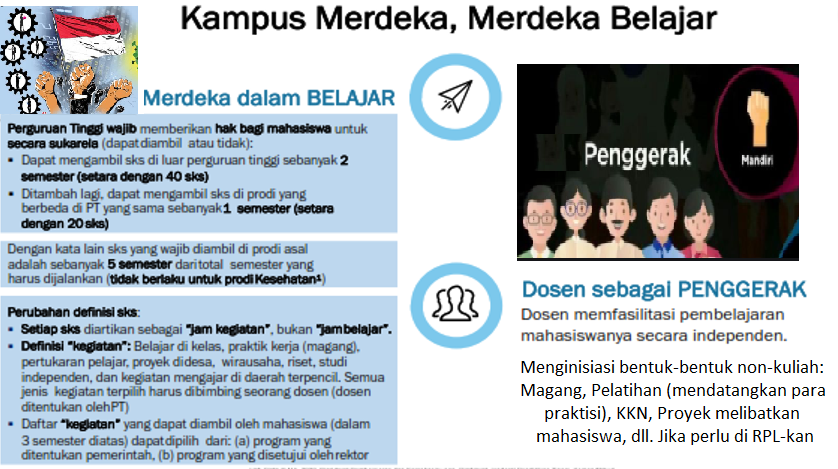 Kampus Merdeka, Merdeka Belajar
Merdeka dalam BELAJAR
Perguruan Tinggi wajib memberikan hak bagi mahasiswa untuk
secara sukarela (dapat diambil atau tidak):
▪ Dapat mengambil sks di luar perguruan tinggi sebanyak 2
semester (setara dengan 40 sks)
▪ Ditambah lagi, dapat mengambil sks di prodi yang
berbeda di PT yang sama sebanyak 1 semester (setara
dengan 20 sks)
Dengan kata lain sks yang wajib diambil di prodi asal
adalah sebanyak 5 semester dari total semester yang
harus dijalankan (tidak berlaku untuk prodi Kesehatan¹)
Perubahan definisi sks:
▪ Setiap sks diartikan sebagai "jam kegiatan", bukan "jam belajar".
▪ Definisi "kegiatan": Belajar di kelas, praktik kerja (magang),
pertukaran pelajar, proyek di desa, wirausaha, riset, studi
independen, dan kegiatan mengajar di daerah terpencil. Semua
jenis kegiatan terpilih harus dibimbing seorang dosen (dosen
ditentukan oleh PT)
▪ Daftar "kegiatan" yang dapat diambil oleh mahasiswa (dalam
3 semester diatas) dapat dipilih dari: (a) program yang
ditentukan pemerintah, (b) program yang disetujui oleh rektor
Penggerak
Mandiri
Dosen sebagai PENGGERAK
Dosen memfasilitasi pembelajaran
mahasiswanya secara independen.
Menginisiasi bentuk-bentuk non-kuliah:
Magang, Pelatihan (mendatangkan para
praktisi), KKN, Proyek melibatkan
mahasiswa, dll. Jika perlu di RPL-kan